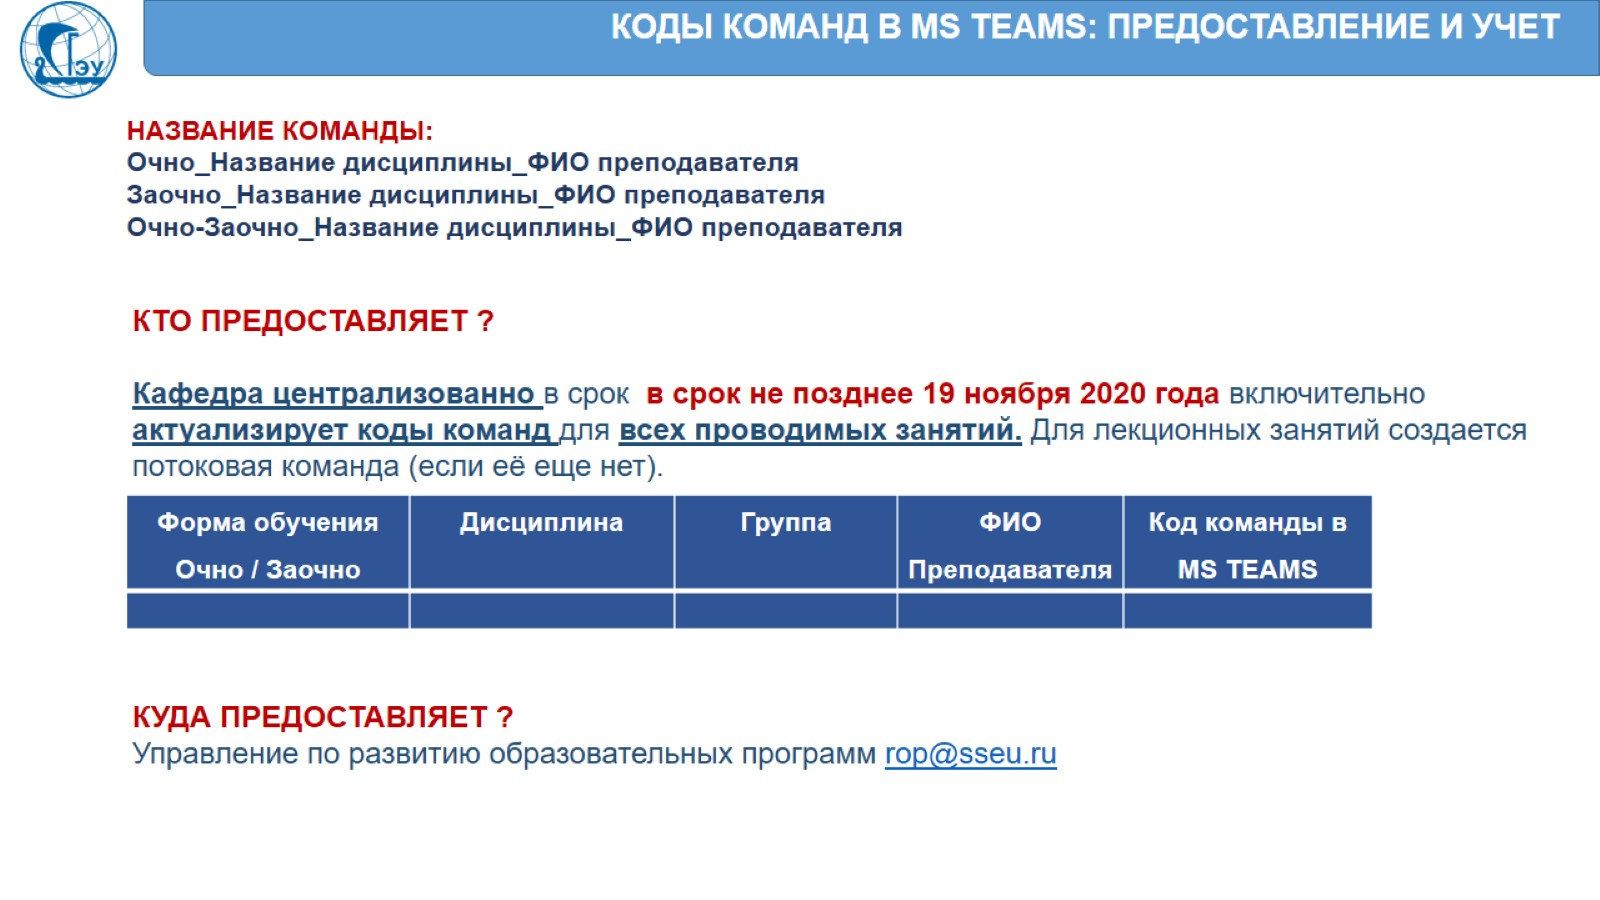 ГЭУ
КОДЫ КОМАНД В MS TEAMS: ПРЕДОСТАВЛЕНИЕ И УЧЕТ
НАЗВАНИЕ КОМАНДЫ:
Очно_Название дисциплины_ФИО преподавателя
Заочно_Название дисциплины_ФИО преподавателя
Очно-Заочно_Название дисциплины_ФИО преподавателя
КТО ПРЕДОСТАВЛЯЕТ ?
Кафедра централизованно в срок в срок не позднее 19 ноября 2020 года включительно
актуализирует коды команд для всех проводимых занятий. Для лекционных занятий создается
потоковая команда (если её еще нет).
Форма обучения Дисциплина Группа ФИО Код команды в
Очно / Заочно Преподавателя MS TEAMS
КУДА ПРЕДОСТАВЛЯЕТ ?
Управление по развитию образовательных программ rop@sseu.ru